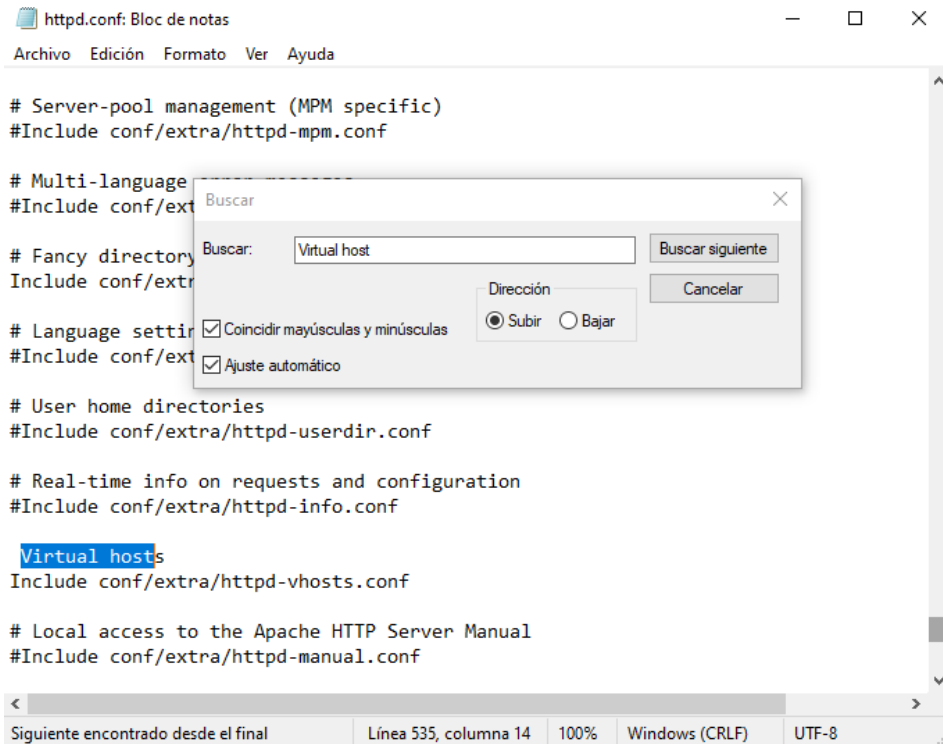 httpd.conf: Bloc de notas
Archivo Edición Formato Ver Ayuda
# Server-pool management (MPM specific)
#Include conf/extra/httpd-mpm.conf
# Multi-language
#Include conf/ext
# Fancy directory
Include conf/extr
# Language settin
#Include conf/ext
Buscar
Buscar: Virtual host Buscar siguiente
Dirección Cancelar
Coincidir mayúsculas y minúsculas Subir Bajar
Ajuste automático
# User home directories
#Include conf/extra/httpd-userdir.conf
# Real-time info on requests and configuration
#Include conf/extra/httpd-info.conf
Virtual hosts
Include conf/extra/httpd-vhosts.conf
# Local access to the Apache HTTP Server Manual
#Include conf/extra/httpd-manual.conf
Siguiente encontrado desde el final Línea 535, columna 14 100% Windows (CRLF) UTF-8